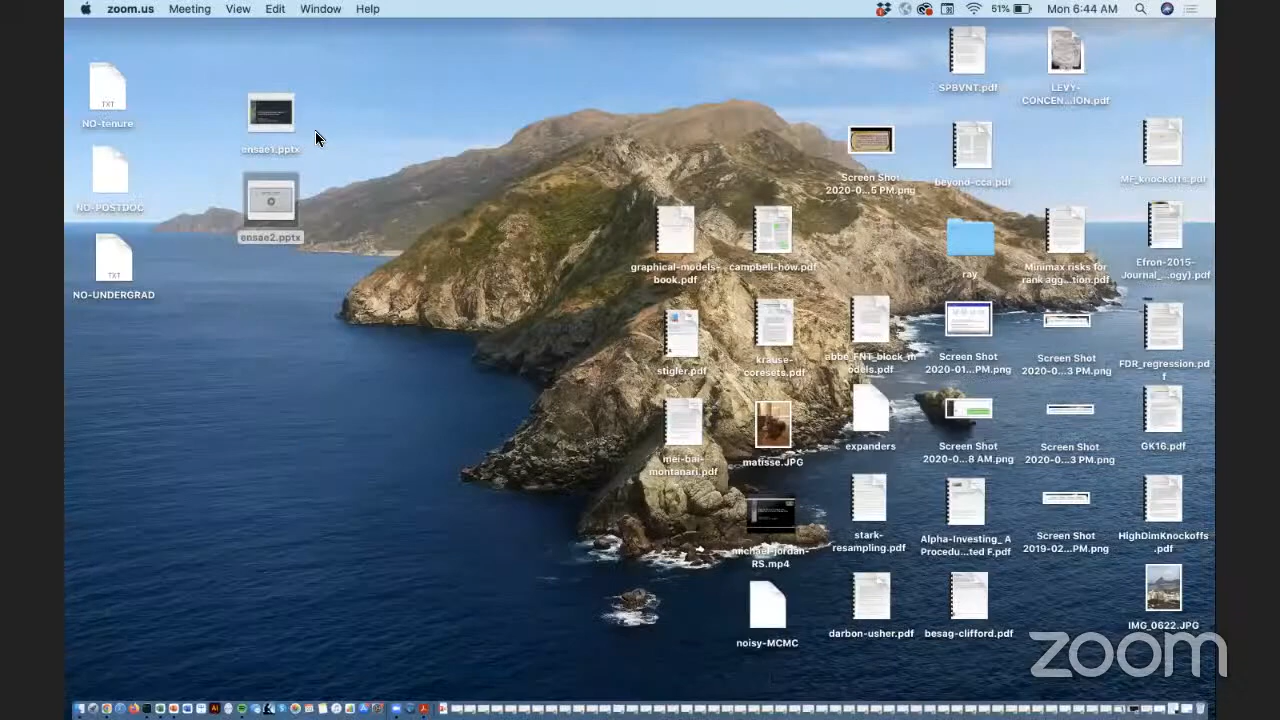 zoom.us Meeting View Edit Window Help
61% Mon 6:44 AM
TXT
NO-tenure
NO-POSTDOC
TXT
NO-UNDERGRAD
ensae1.pptx
ensae2.pptx
SPBVNT.pdf
LEVY-
CONCEN...ION.pdf
Screen Shot
2020-0...5 PM.png
beyond-cca.pdf
MF_knockoffs.pdf
graphical-models-
book.pdf
campbell-how.pdf
ray
Minimax risks for
rank agg...tion.pdf
Efron-2015-
Journal_...ogy).pdf
stigler.pdf
krause-
coresets.pdf
abbe_FNT_block_m
odels.pdf
Screen Shot
2020-01...PM.png
Screen Shot
2020-0...3 PM.png
FDR_regression.pd
f
mei-bai-
montanari.pdf
matisse.JPG
expanders
Screen Shot
2020-0...8 AM.png
Screen Shot
2020-0...3 PM.png
GK16.pdf
michael-jordan-
RS.mp4
stark-
resampling.pdf
Alpha-Investing_ A
Procedu...ted F.pdf
Screen Shot
2019-02...PM.png
HighDimKnockoffs
.pdf
noisy-MCMC
darbon-usher.pdf
besag-clifford.pdf
IMG_0622.JPG
zoom